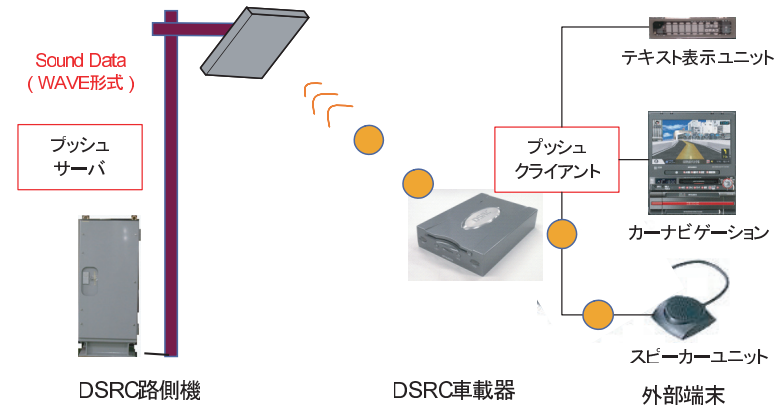 Sound Data
（WAVE形式）
プッシュ
サーバ
DSRC路側機
DSRC
DSRC車載器
プッシュ
クライアント
テキスト表示ユニット
カーナビゲーション
スピーカーユニット
外部端末